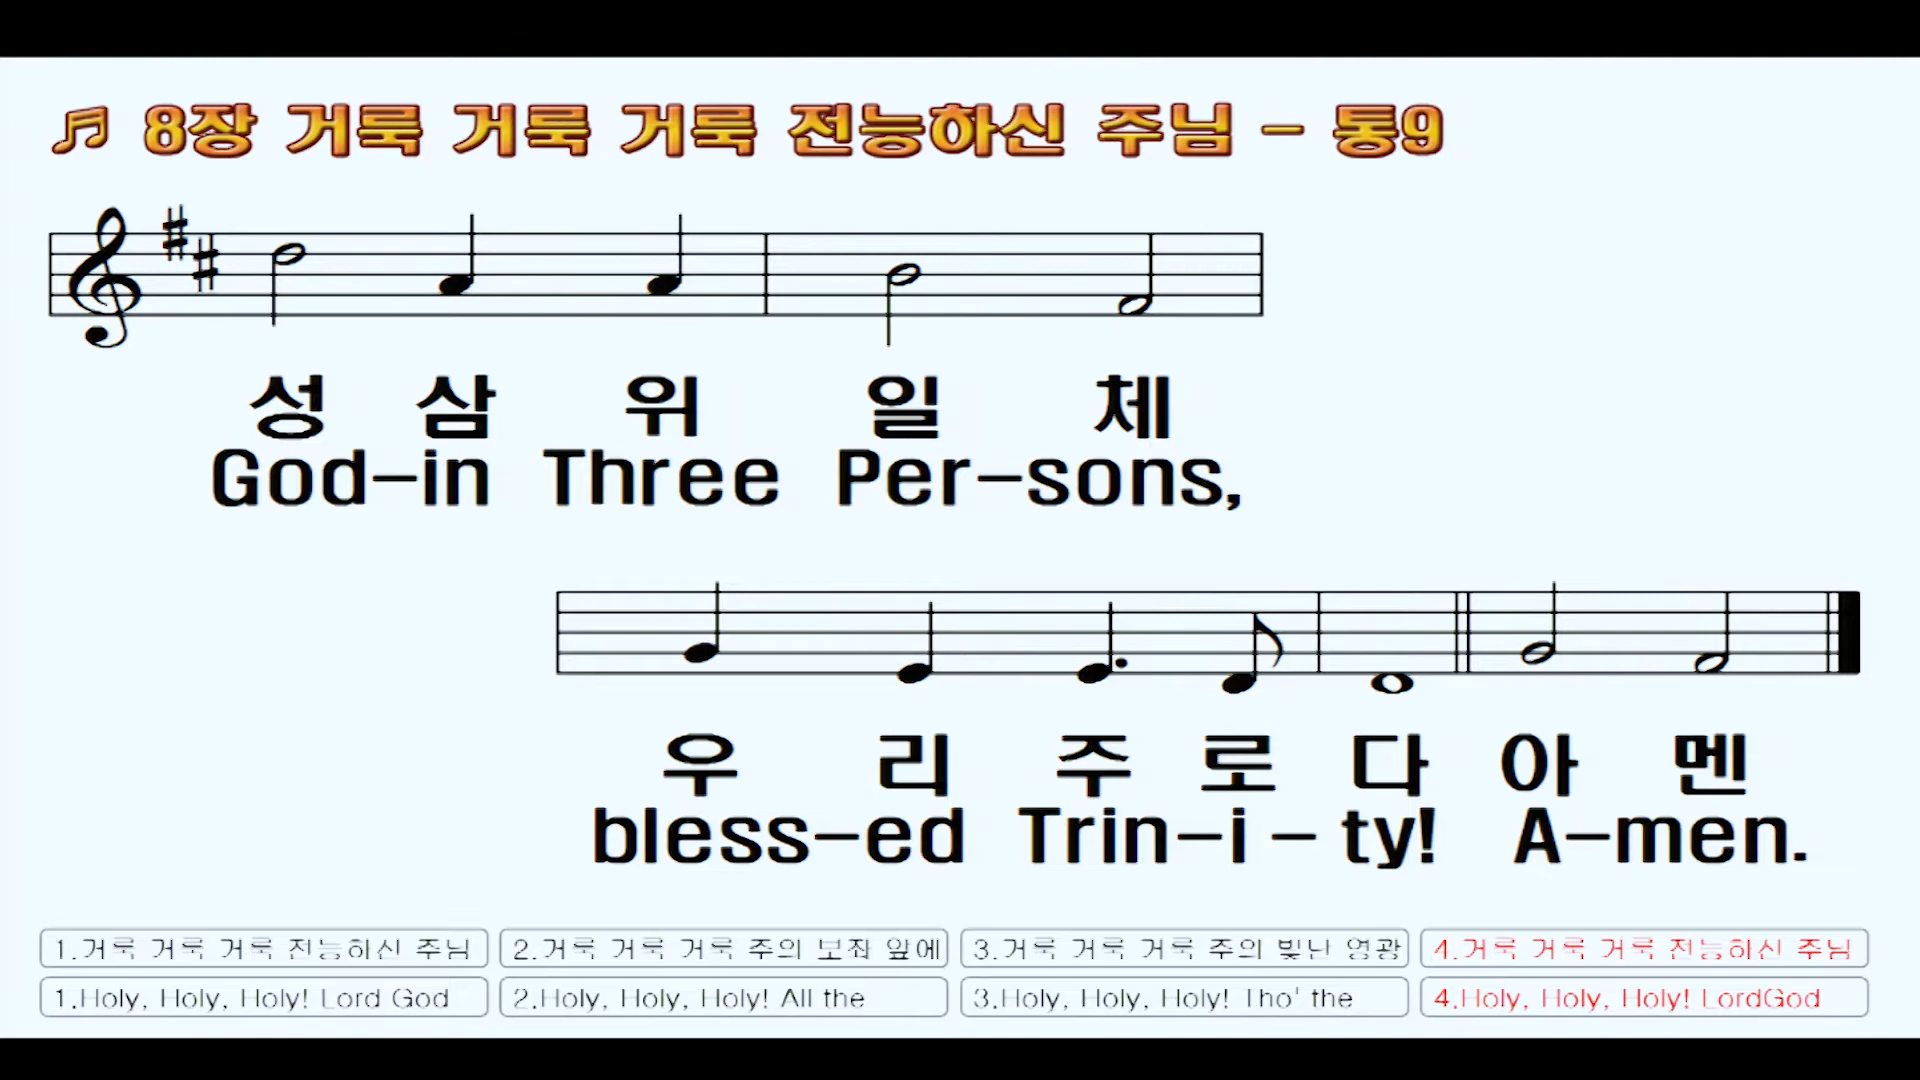 ♬ 8장 거룩 거룩 거룩 전능하신 주님 - 통9
성 삼 위 일 체
God-in Three Per-sons,
우 리 주 로 다 아 멘
bless-ed Trin-i-ty! A-men.
1.거룩 거룩 거룩 전능하신 주님 2.거룩 거룩 거룩 주의 보좌 앞에 3.거룩 거룩 거룩 주의 빛난 영광 4.거룩 거룩 거룩 전능하신 주님
1.Holy, Holy, Holy! Lord God 2.Holy, Holy, Holy! All the 3.Holy, Holy, Holy! Tho' the 4.Holy, Holy, Holy! LordGod